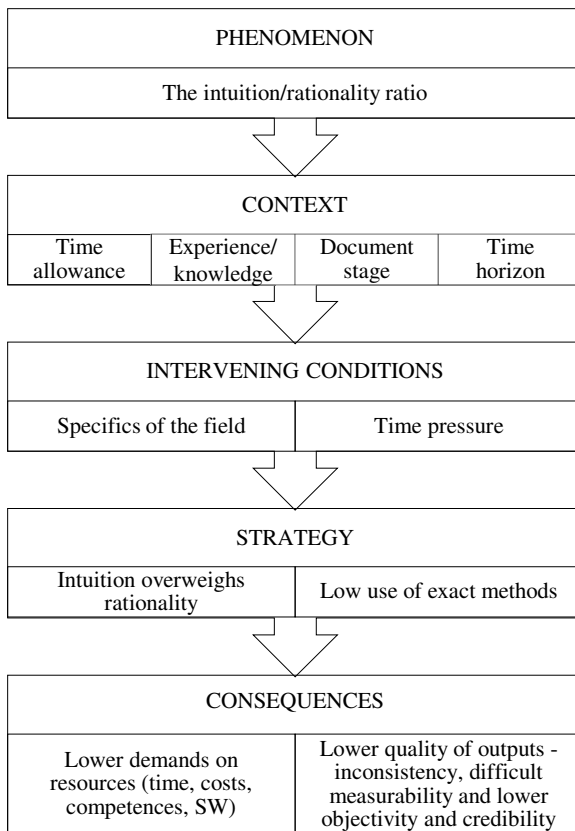 PHENOMENON
The intuition/rationality ratio
CONTEXT
Time
allowance
Experience/
knowledge
Document
stage
Time
horizon
INTERVENING CONDITIONS
Specifics of the field
Time pressure
STRATEGY
Intuition overweighs
rationality
Low use of exact methods
CONSEQUENCES
Lower demands on
resources (time, costs,
competences, SW)
Lower quality of outputs -
inconsistency, difficult
measurability and lower
objectivity and credibility